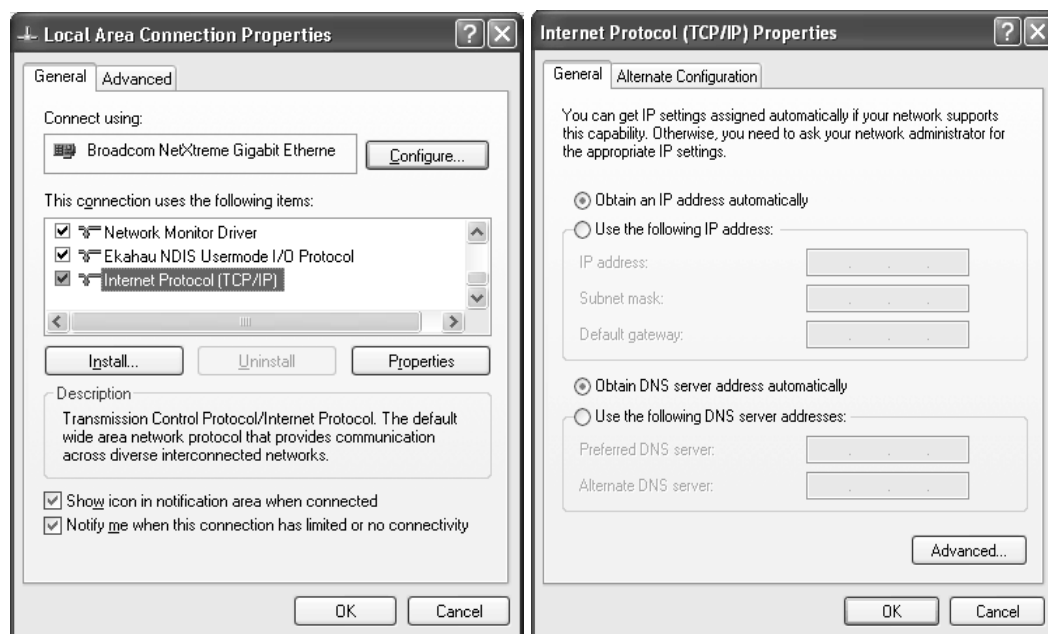 Local Area Connection Properties
General
Advanced
Connect using:
Broadcom NetXtreme Gigabit Etherne
Configure...
This connection uses the following items:
Network Monitor Driver
Ekahau NDIS Usermode I/O Protocol
Internet Protocol (TCP/IP)
Install...
Uninstall
Properties
Description
Transmission Control Protocol/Internet Protocol. The default
wide area network protocol that provides communication
across diverse interconnected networks.
Show icon in notification area when connected
Notify me when this connection has limited or no connectivity
OK
Cancel
Internet Protocol (TCP/IP) Properties
General
Alternate Configuration
You can get IP settings assigned automatically if your network supports
this capability. Otherwise, you need to ask your network administrator for
the appropriate IP settings.
Obtain an IP address automatically
Use the following IP address:
IP address:
Subnet mask:
Default gateway:
Obtain DNS server address automatically
Use the following DNS server addresses:
Preferred DNS server:
Alternate DNS server:
Advanced...
OK
Cancel